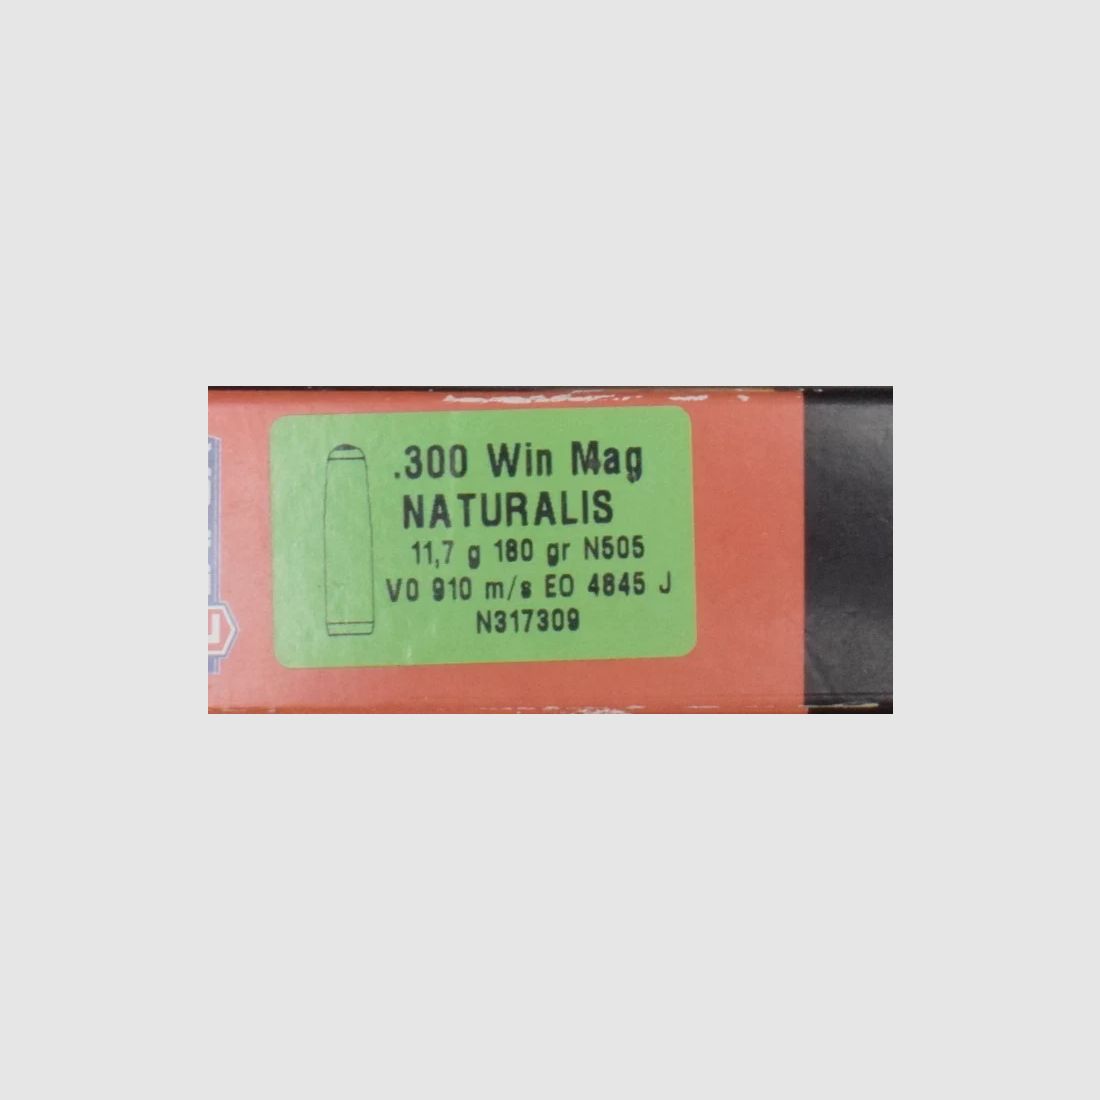 .300 Win Mag
NATURALIS
11,7 g 180 gr N505
V0 910 m/s E0 4845 J
N317309